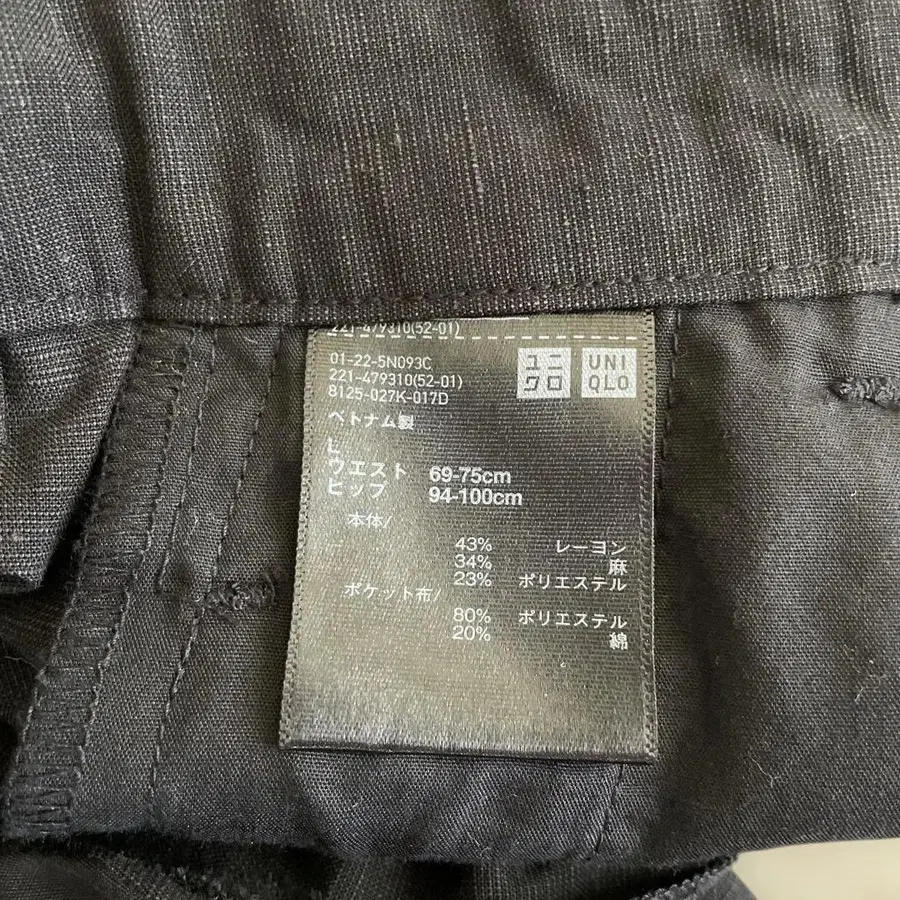 221-479310(52-01)
01-22-5N093C
221-479310(52-01)
8125-027K-017D
ユニ
クロ
UNI
QLO
ベトナム製
L
ウエスト 69-75cm
ヒップ 94-100cm
本体/
43% レーヨン
34% 麻
23% ポリエステル
ポケット布/
80% ポリエステル
20% 綿